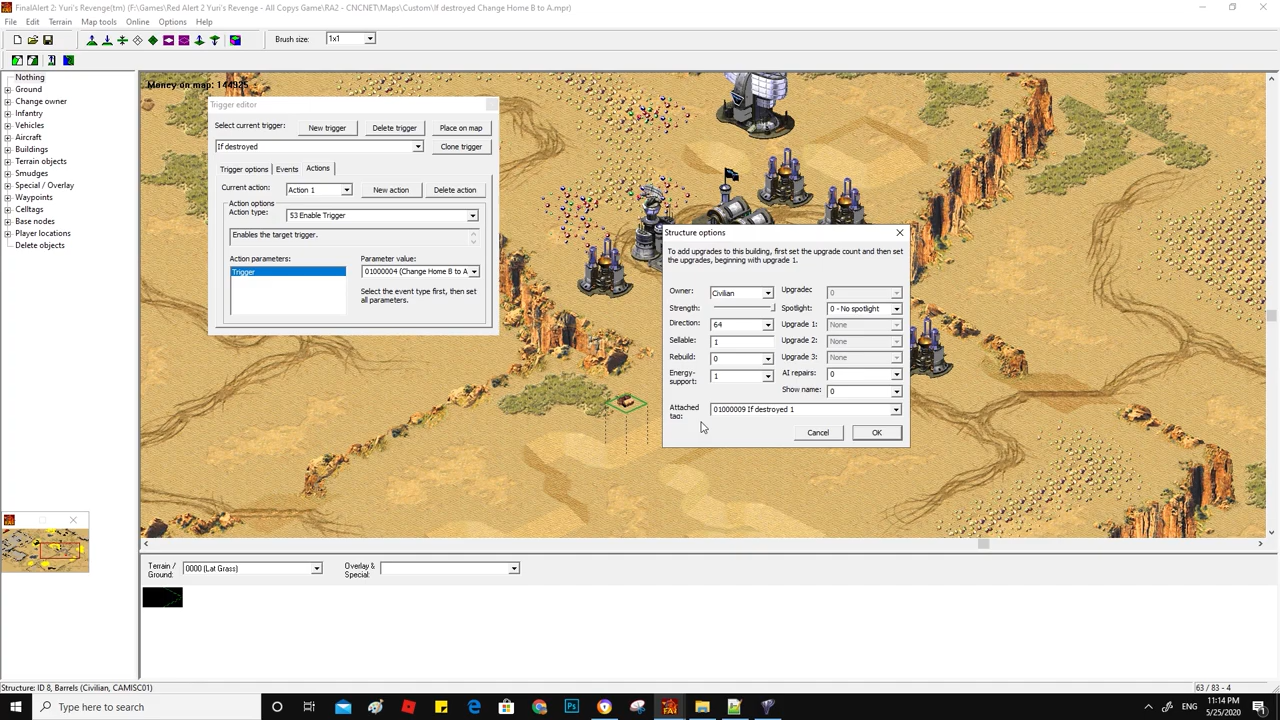 FinalAlert 2: Yuri's Revenge(tm) (F:\Games\Red Alert 2 Yuri's Revenge - All Copys Game\RA2 - CNCNET\Maps\Custom\If destroyed Change Home B to A.mpr)
File Edit Terrain Map tools Online Options Help
Brush size: 1x1
Nothing
Ground
Change owner
Infantry
Vehicles
Aircraft
Buildings
Terrain objects
Smudges
Special / Overlay
Waypoints
Celltags
Base nodes
Player locations
Delete objects
Money on map: 144925
Trigger editor
Select current trigger:
New trigger
Delete trigger
Place on map
If destroyed
Clone trigger
Trigger options
Events
Actions
Current action:
Action 1
New action
Delete action
Action options
Action type:
53 Enable Trigger
Enables the target trigger.
Action parameters:
Parameter value:
Trigger
01000004 (Change Home B to A
Select the event type first, then set
all parameters.
Structure options
To add upgrades to this building, first set the upgrade count and then set
the upgrades, beginning with upgrade 1.
Owner: Civilian
Upgradec 0
Strength:
Spotlight: 0 - No spotlight
Direction: 64
Upgrade 1: None
Sellable: 1
Upgrade 2: None
Rebuild: 0
Upgrade 3: None
Energy-
support: 1
AI repairs: 0
Show name: 0
Attached
tag: 01000009 If destroyed 1
Cancel
OK
Terrain /
Ground: 0000 (Lat Grass)
Overlay &
Special:
Structure: ID 8, Barrels (Civilian, CAMISC01)
63 / 83 - 4
Type here to search
ENG
11:14 PM
5/25/2020